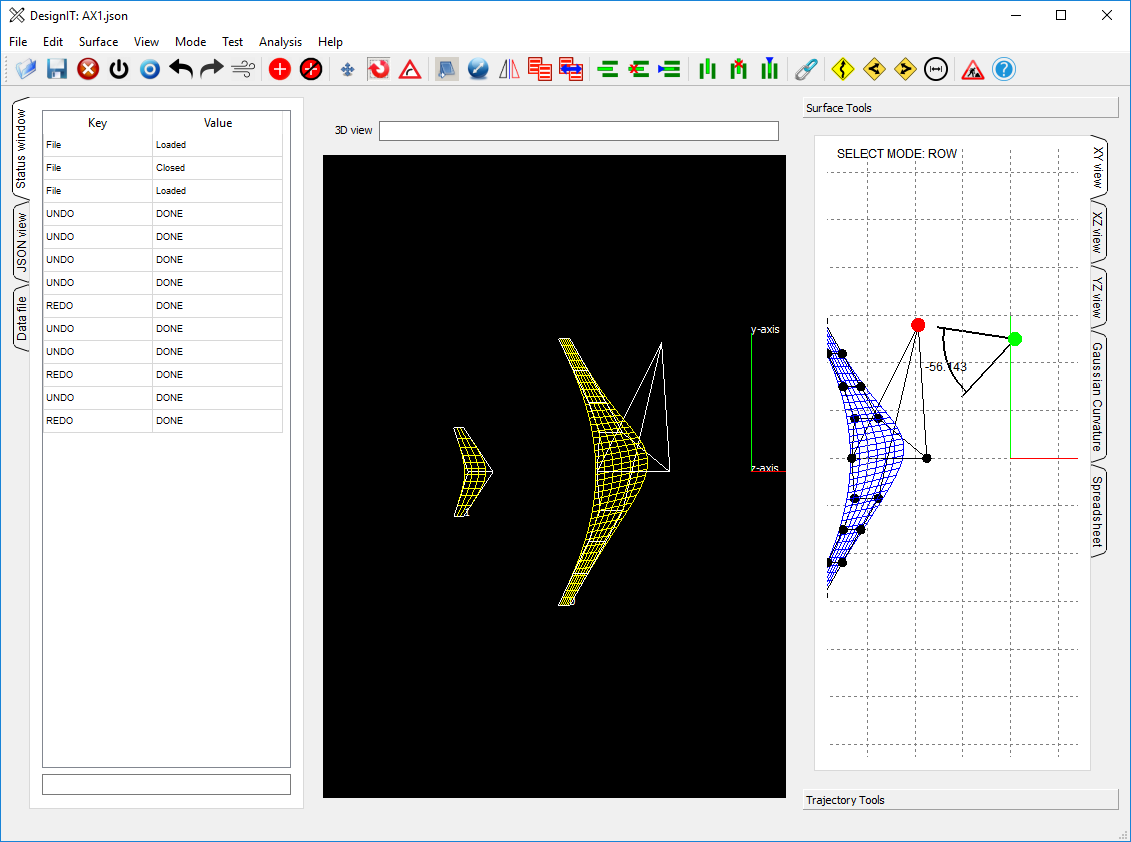 DesignIT: AX1.json
File Edit Surface View Mode Test Analysis Help
Status window
JSON view
Data file
Key Value
File Loaded
File Closed
File Loaded
UNDO DONE
UNDO DONE
UNDO DONE
UNDO DONE
REDO DONE
UNDO DONE
UNDO DONE
REDO DONE
UNDO DONE
REDO DONE
3D view
y-axis
z-axis
Surface Tools
SELECT MODE: ROW
-56.143
XY view
XZ view
YZ view
Gaussian Curvature
Spreadsheet
Trajectory Tools